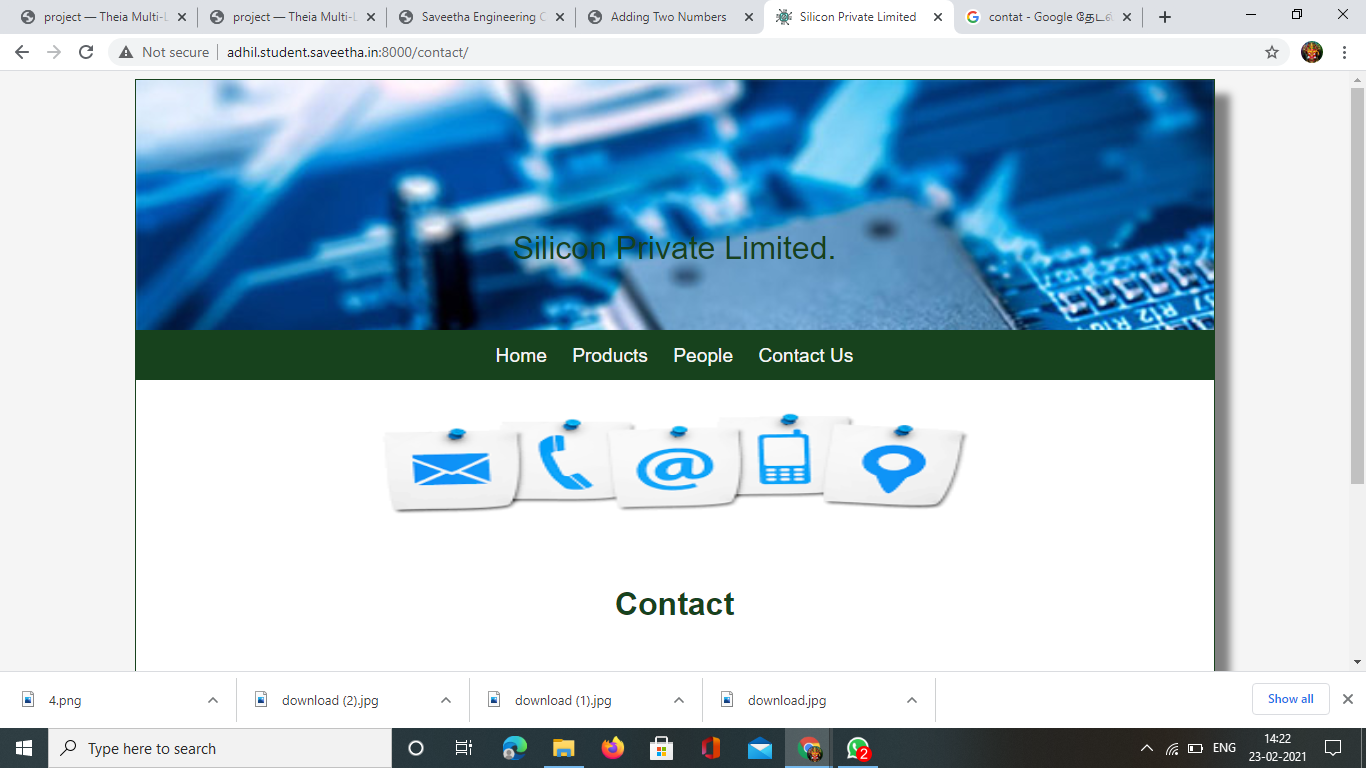 project — Theia Multi-L
project — Theia Multi-L
Saveetha Engineering C
Adding Two Numbers
Silicon Private Limited
contat - Google தேடல்
Not secure
adhil.student.saveetha.in:8000/contact/
Silicon Private Limited.
Home Products People Contact Us
@
Contact
4.png
download (2).jpg
download (1).jpg
download.jpg
Show all
Type here to search
2
ENG
14:22
23-02-2021